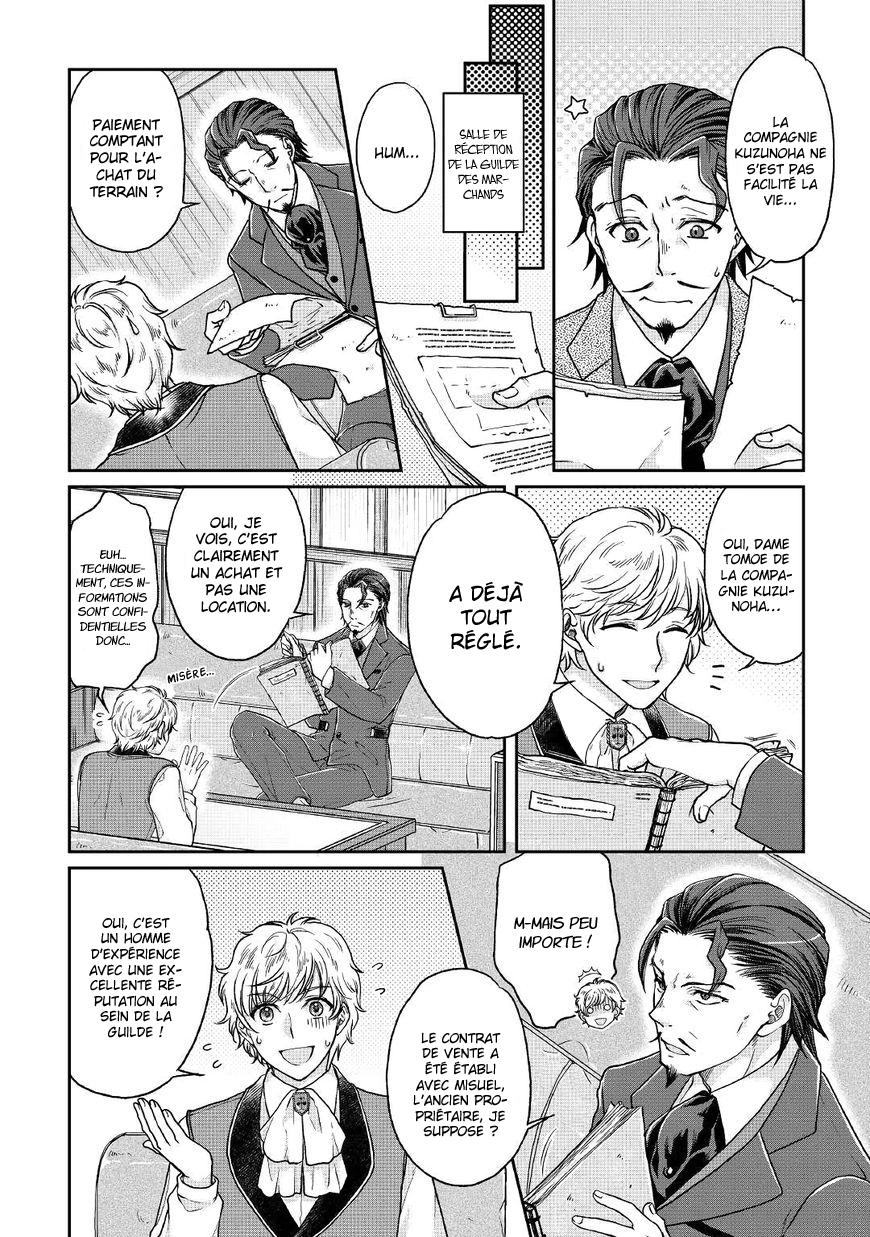 LA
COMPAGNIE
KUZUNOHA NE
S'EST PAS
FACILITÉ LA
VIE...
SALLE DE
RÉCEPTION
DE LA GUILDE
DES MAR-
CHANDS
HUM...
PAIEMENT
COMPTANT
POUR L'A-
CHAT DU
TERRAIN ?
OUI, DAME
TOMOE DE
LA COMPA-
GNIE KUZU-
NOHA...
A DÉJÀ
TOUT
RÉGLÉ.
OUI, JE
VOIS, C'EST
CLAIREMENT
UN ACHAT ET
PAS UNE
LOCATION.
EUH...
TECHNIQUE-
MENT, CES IN-
FORMATIONS
SONT CONFI-
DENTIELLES
DONC...
MISÈRE...
M-MAIS PEU
IMPORTE !
LE CONTRAT
DE VENTE A
ÉTÉ ÉTABLI
AVEC MISUEL,
L'ANCIEN PRO-
PRIÉTAIRE, JE
SUPPOSE ?
OUI, C'EST
UN HOMME
D'EXPÉRIENCE
AVEC UNE EX-
CELLENTE RÉ-
PUTATION AU
SEIN DE LA
GUILDE !